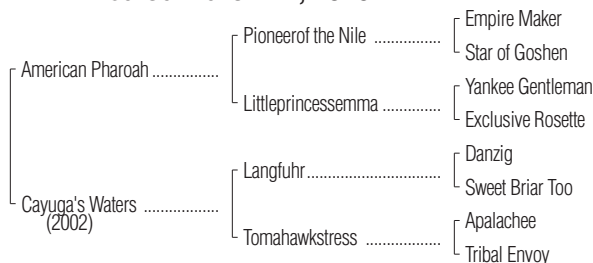 Pioneerof the Nile ................
Empire Maker
Star of Goshen
American Pharoah ................
Littleprincessemma ..............
Yankee Gentleman
Exclusive Rosette
Langfuhr.................................
Danzig
Sweet Briar Too
Cayuga's Waters ..................
(2002)
Tomahawkstress ..................
Apalachee
Tribal Envoy